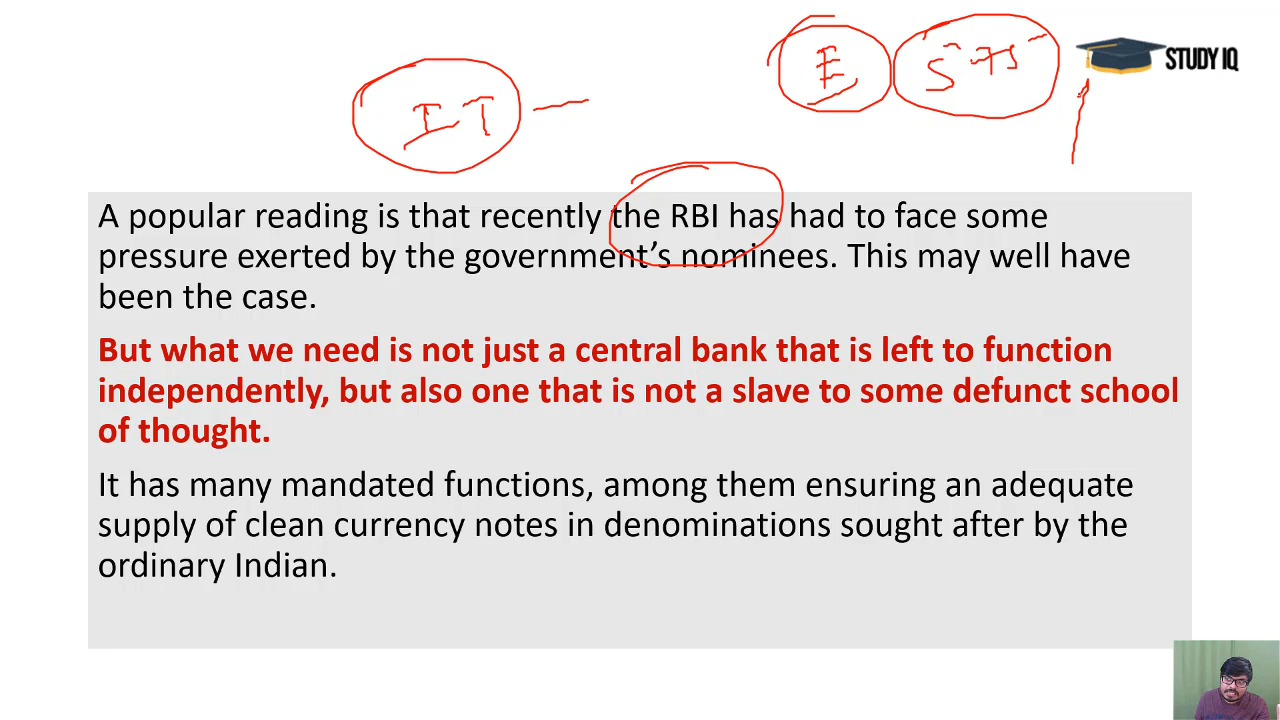 E
STUDY IQ
IT
A popular reading is that recently the RBI has had to face some
pressure exerted by the government’s nominees. This may well have
been the case.
But what we need is not just a central bank that is left to function
independently, but also one that is not a slave to some defunct school
of thought.
It has many mandated functions, among them ensuring an adequate
supply of clean currency notes in denominations sought after by the
ordinary Indian.